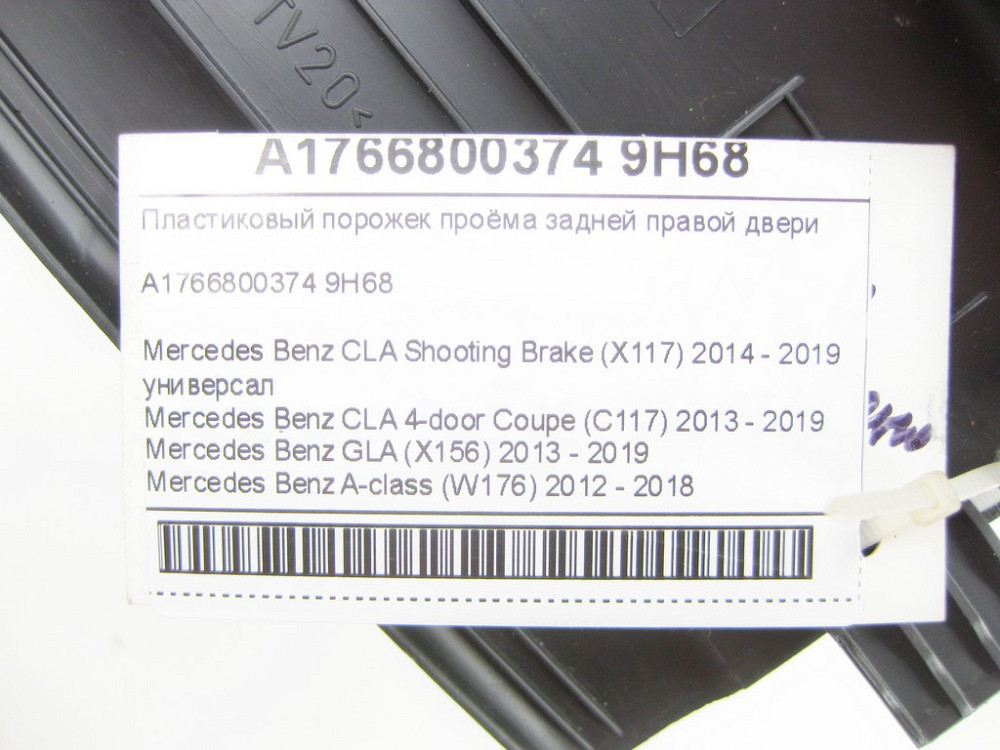 TV20
A1766800374 9H68
Пластиковый порожек проёма задней правой двери
A1766800374 9H68
Mercedes Benz CLA Shooting Brake (X117) 2014 - 2019
универсал
Mercedes Benz CLA 4-door Coupe (C117) 2013 - 2019
Mercedes Benz GLA (X156) 2013 - 2019
Mercedes Benz A-class (W176) 2012 - 2018